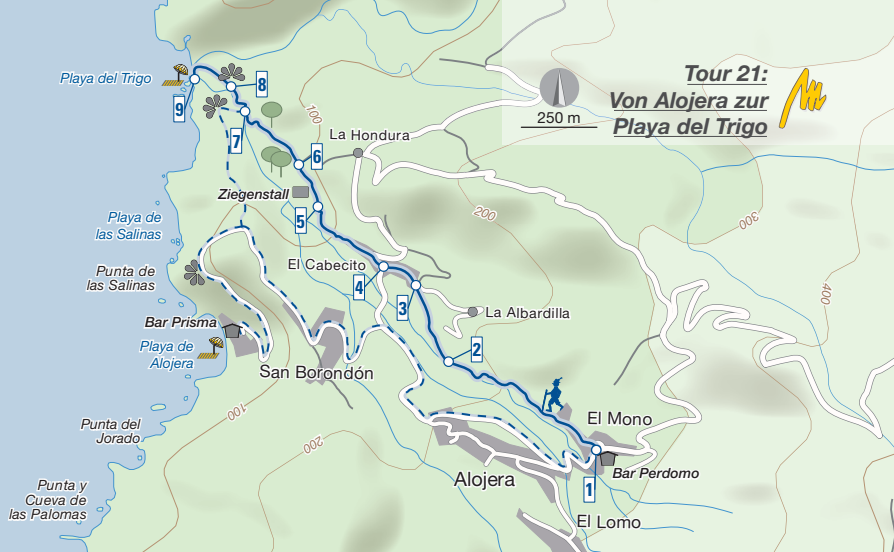 Tour 21:
Von Alojera zur
Playa del Trigo
250 m
Playa del Trigo
9
8
7
100
La Hondura
6
Ziegenstall
5
200
300
400
Playa de
las Salinas
Punta de
las Salinas
El Cabecito
4
3
La Albardilla
Bar Prisma
Playa de
Alojera
San Borondón
2
100
200
Punta del
Jorado
El Mono
Bar Perdomo
1
Alojera
El Lomo
Punta y
Cueva de
las Palomas